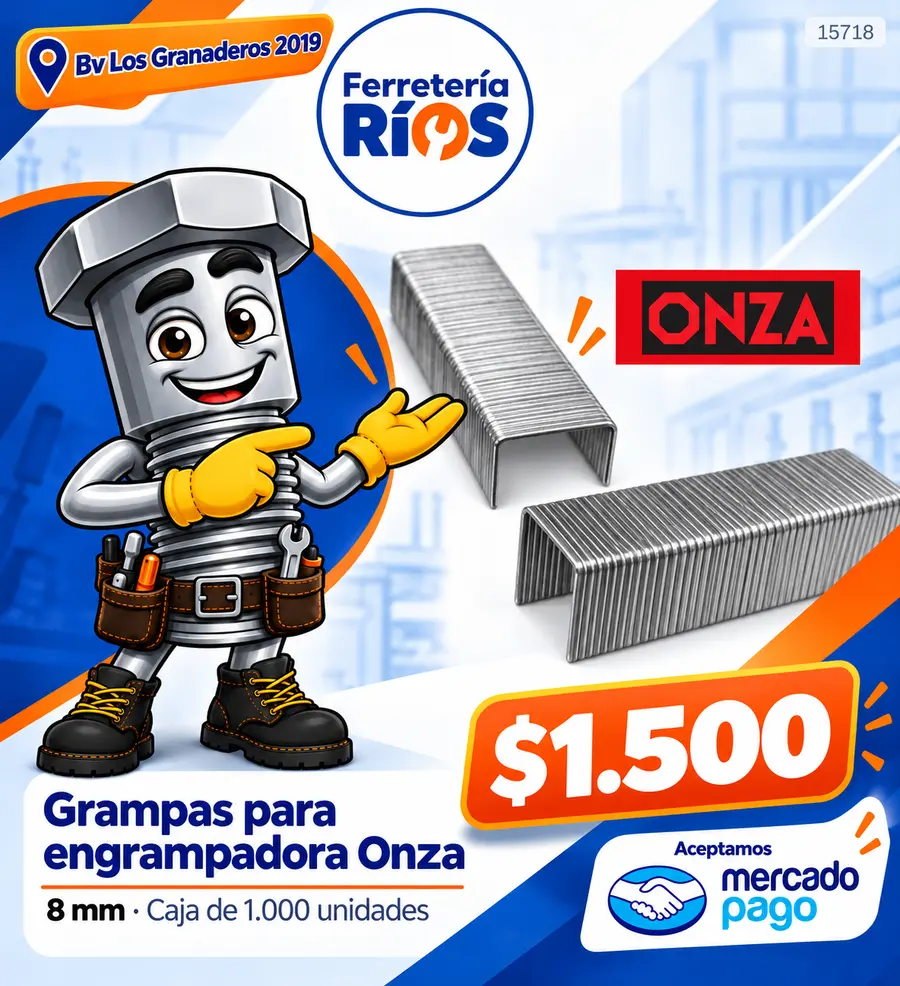 Bv Los Granaderos 2019
Ferretería
RÍOS
15718
ONZA
$1.500
Grampas para
engrampadora Onza
8 mm · Caja de 1.000 unidades
Aceptamos
mercado
pago